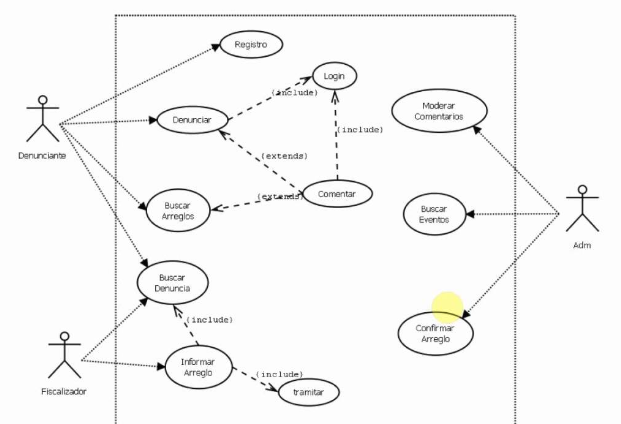 Registro
Login
(include)
Denunciar
Moderar
Comentarios
(include)
Denunciante
(extends)
Comentar
(extends)
Buscar
Arreglos
Buscar
Eventos
Adm
Buscar
Denuncia
(include)
Confirmar
Arreglo
Informar
Arreglo
(include)
Fiscalizador
tramitar